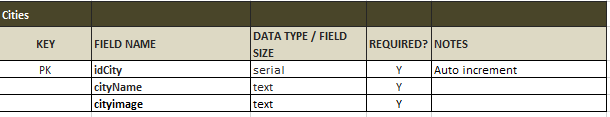 Cities
KEY FIELD NAME DATA TYPE / FIELD SIZE REQUIRED? NOTES
PK idCity serial Y Auto increment
cityName text Y
cityimage text Y